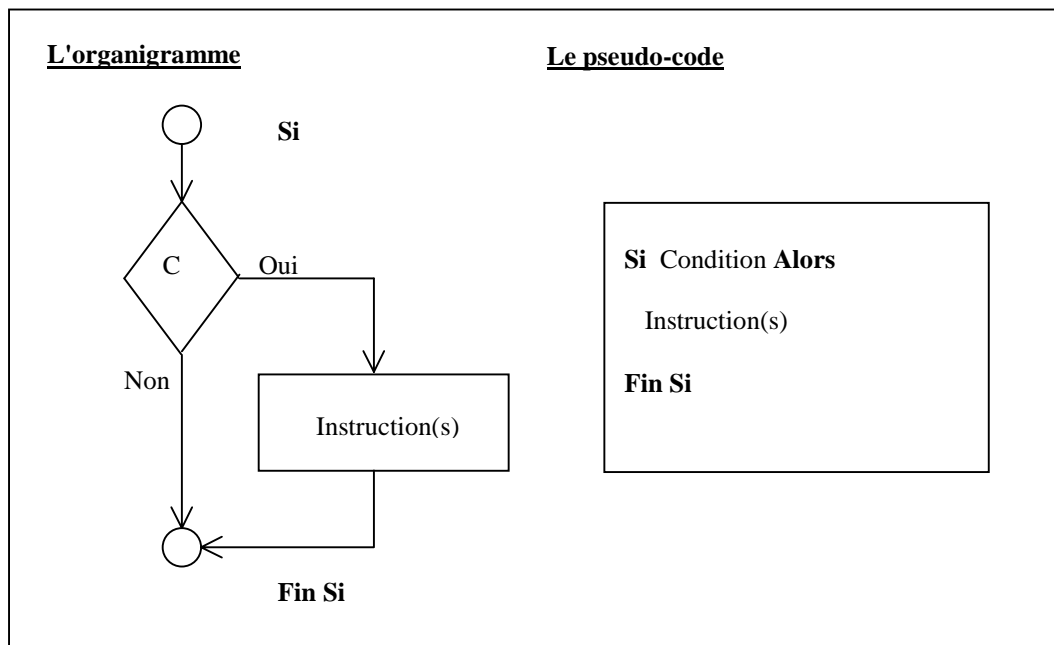 L'organigramme
Si
C
Oui
Non
Instruction(s)
Fin Si
Le pseudo-code
Si Condition Alors
Instruction(s)
Fin Si